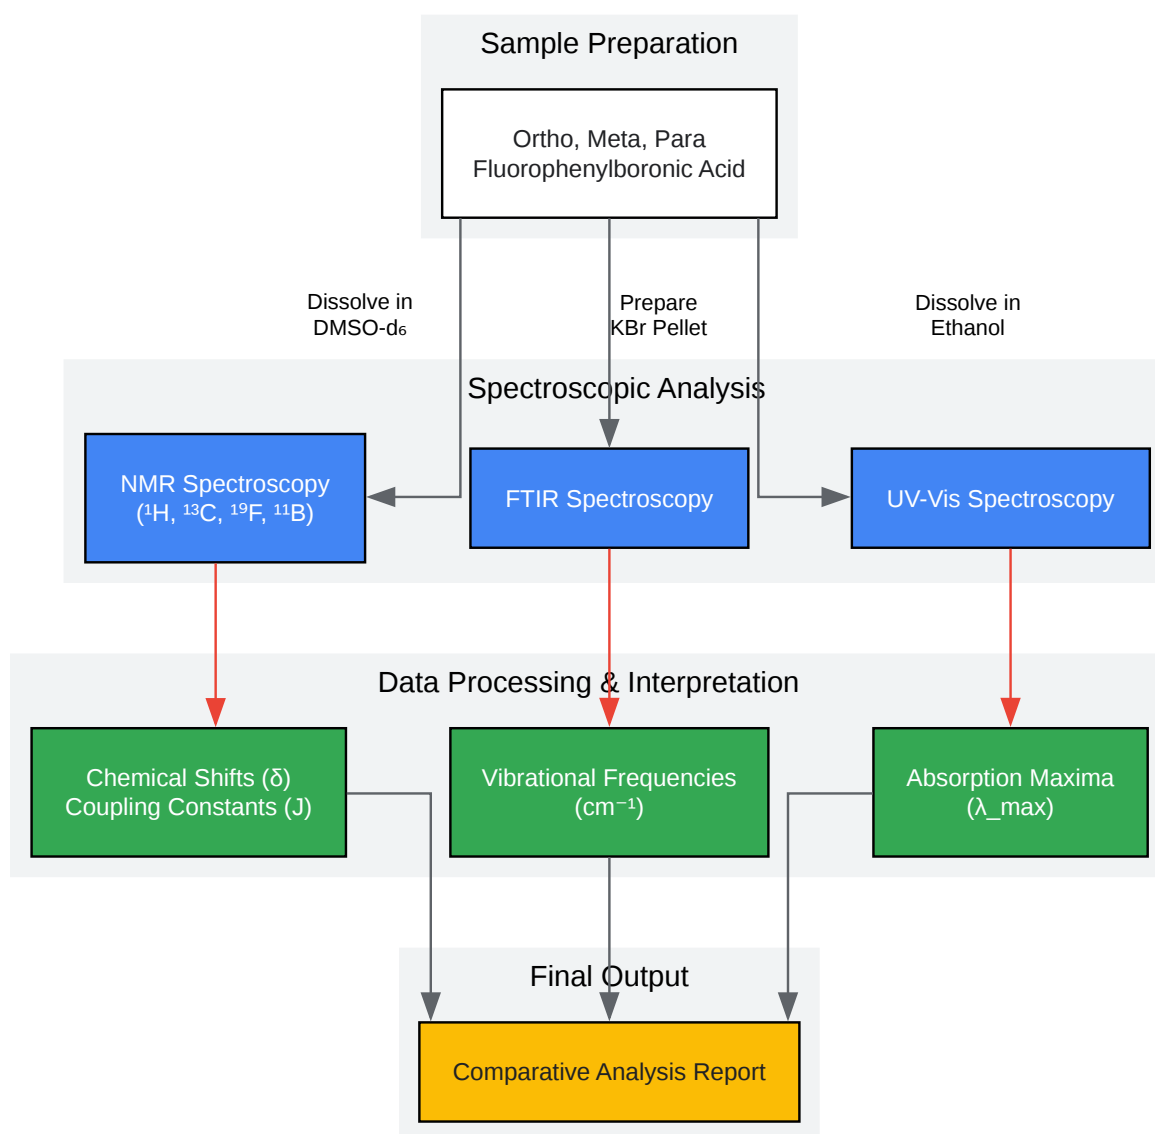 Sample Preparation
Ortho, Meta, Para
Fluorophenylboronic Acid
Dissolve in
DMSO-d₆
Prepare
KBr Pellet
Dissolve in
Ethanol
Spectroscopic Analysis
NMR Spectroscopy
(¹H, ¹³C, ¹⁹F, ¹¹B)
FTIR Spectroscopy
UV-Vis Spectroscopy
Data Processing & Interpretation
Chemical Shifts (δ)
Coupling Constants (J)
Vibrational Frequencies
(cm⁻¹)
Absorption Maxima
(λ_max)
Final Output
Comparative Analysis Report